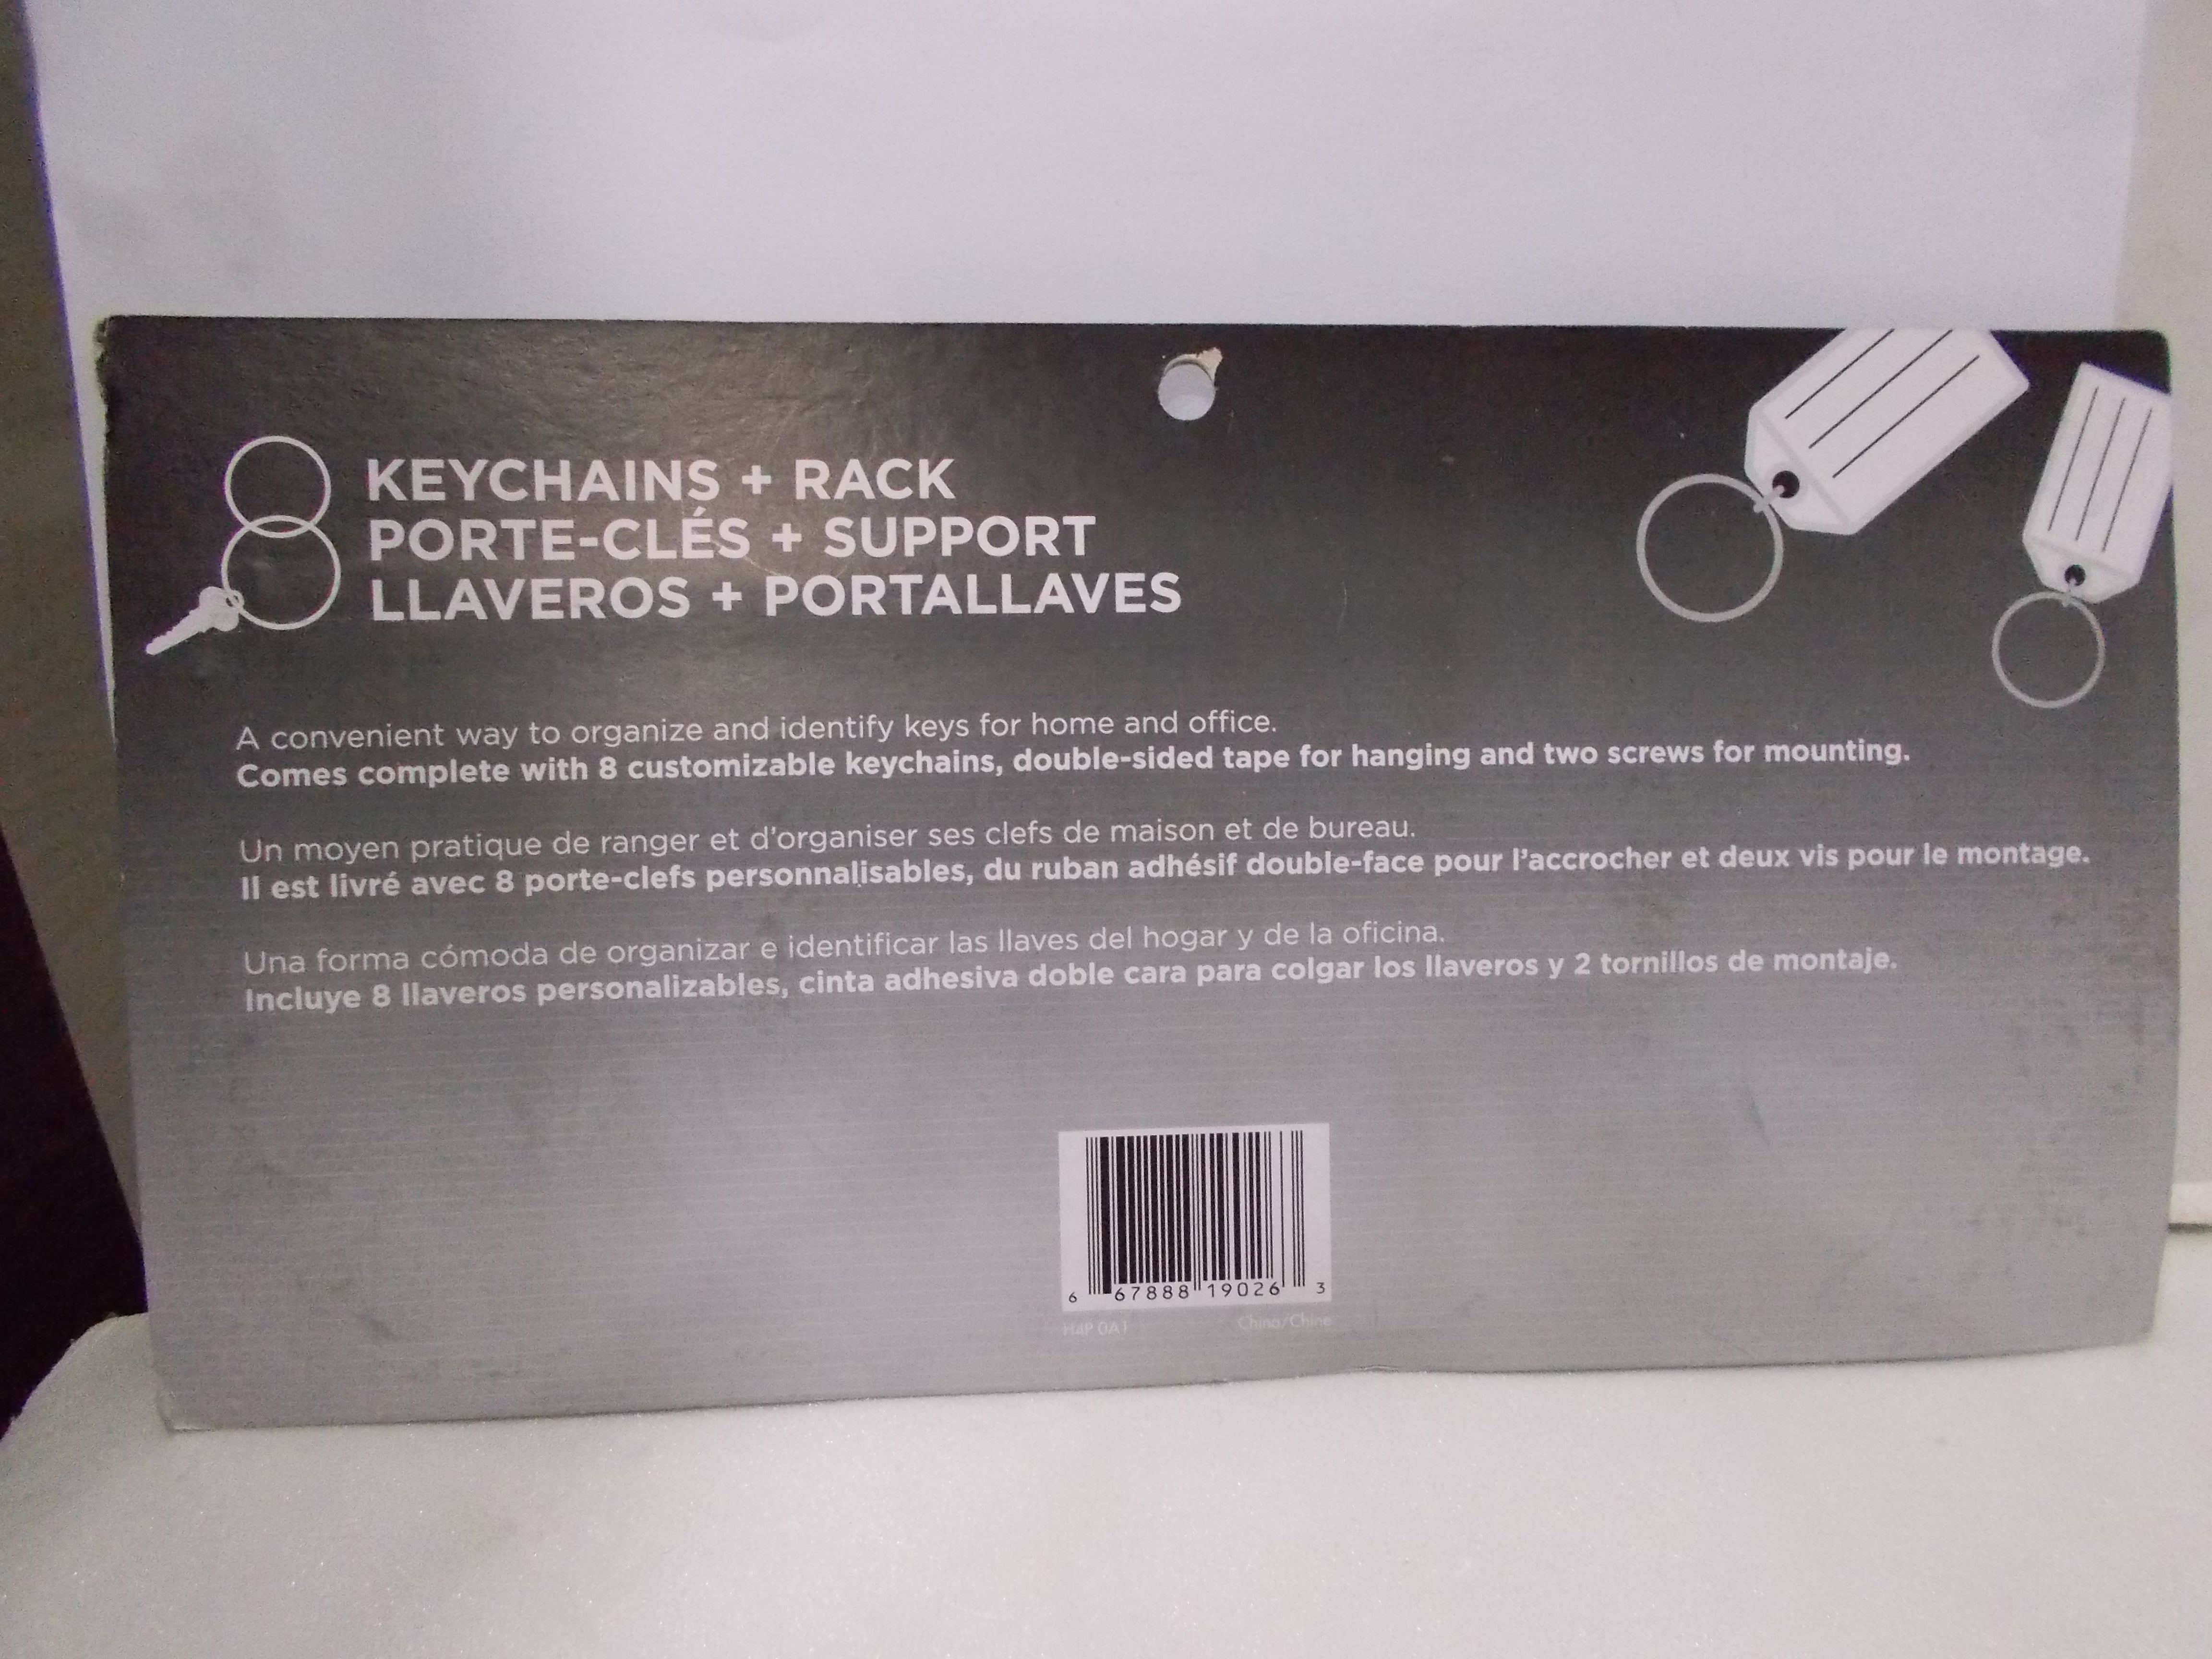 8 KEYCHAINS + RACK
PORTE-CLÉS + SUPPORT
LLAVEROS + PORTALLAVES
A convenient way to organize and identify keys for home and office.
Comes complete with 8 customizable keychains, double-sided tape for hanging and two screws for mounting.
Un moyen pratique de ranger et d'organiser ses clefs de maison et de bureau.
Il est livré avec 8 porte-clefs personnalisables, du ruban adhésif double-face pour l'accrocher et deux vis pour le montage.
Una forma cómoda de organizar e identificar las llaves del hogar y de la oficina.
Incluye 8 llaveros personalizables, cinta adhesiva doble cara para colgar los llaveros y 2 tornillos de montaje.
6 67888 19026 3
China/Chine